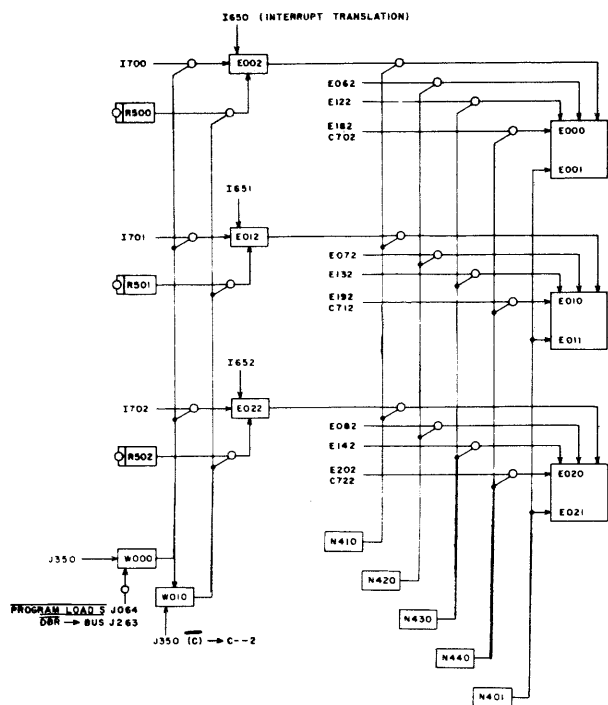 I650 (INTERRUPT TRANSLATION)
I700
E002
E062
E122
R500
E182
C702
E000
E001
I651
I701
E012
E072
E132
R501
E192
C712
E010
E011
I652
I702
E022
E082
E142
R502
E202
C722
E020
E021
N410
J350
W000
N420
W010
PROGRAM LOAD S J064
DBR → BUS J263
N430
J350 (C) → C--2
N440
N401